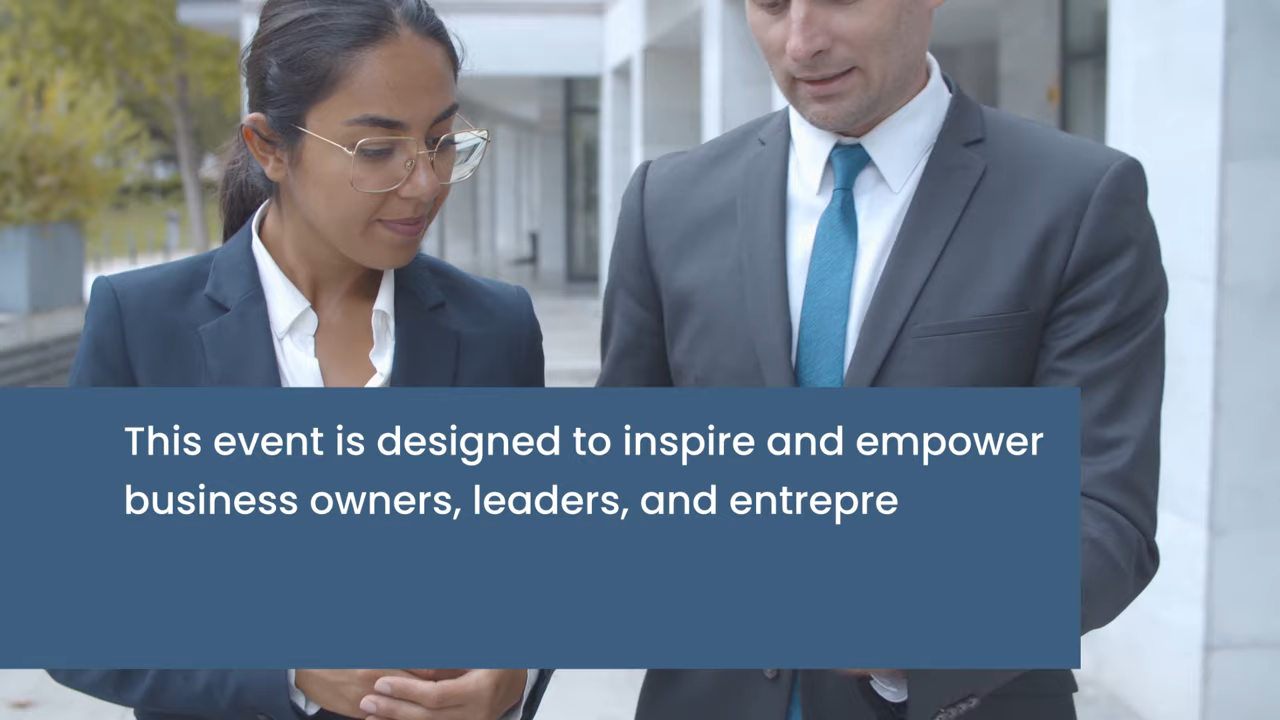 This event is designed to inspire and empower
business owners, leaders, and entrepre